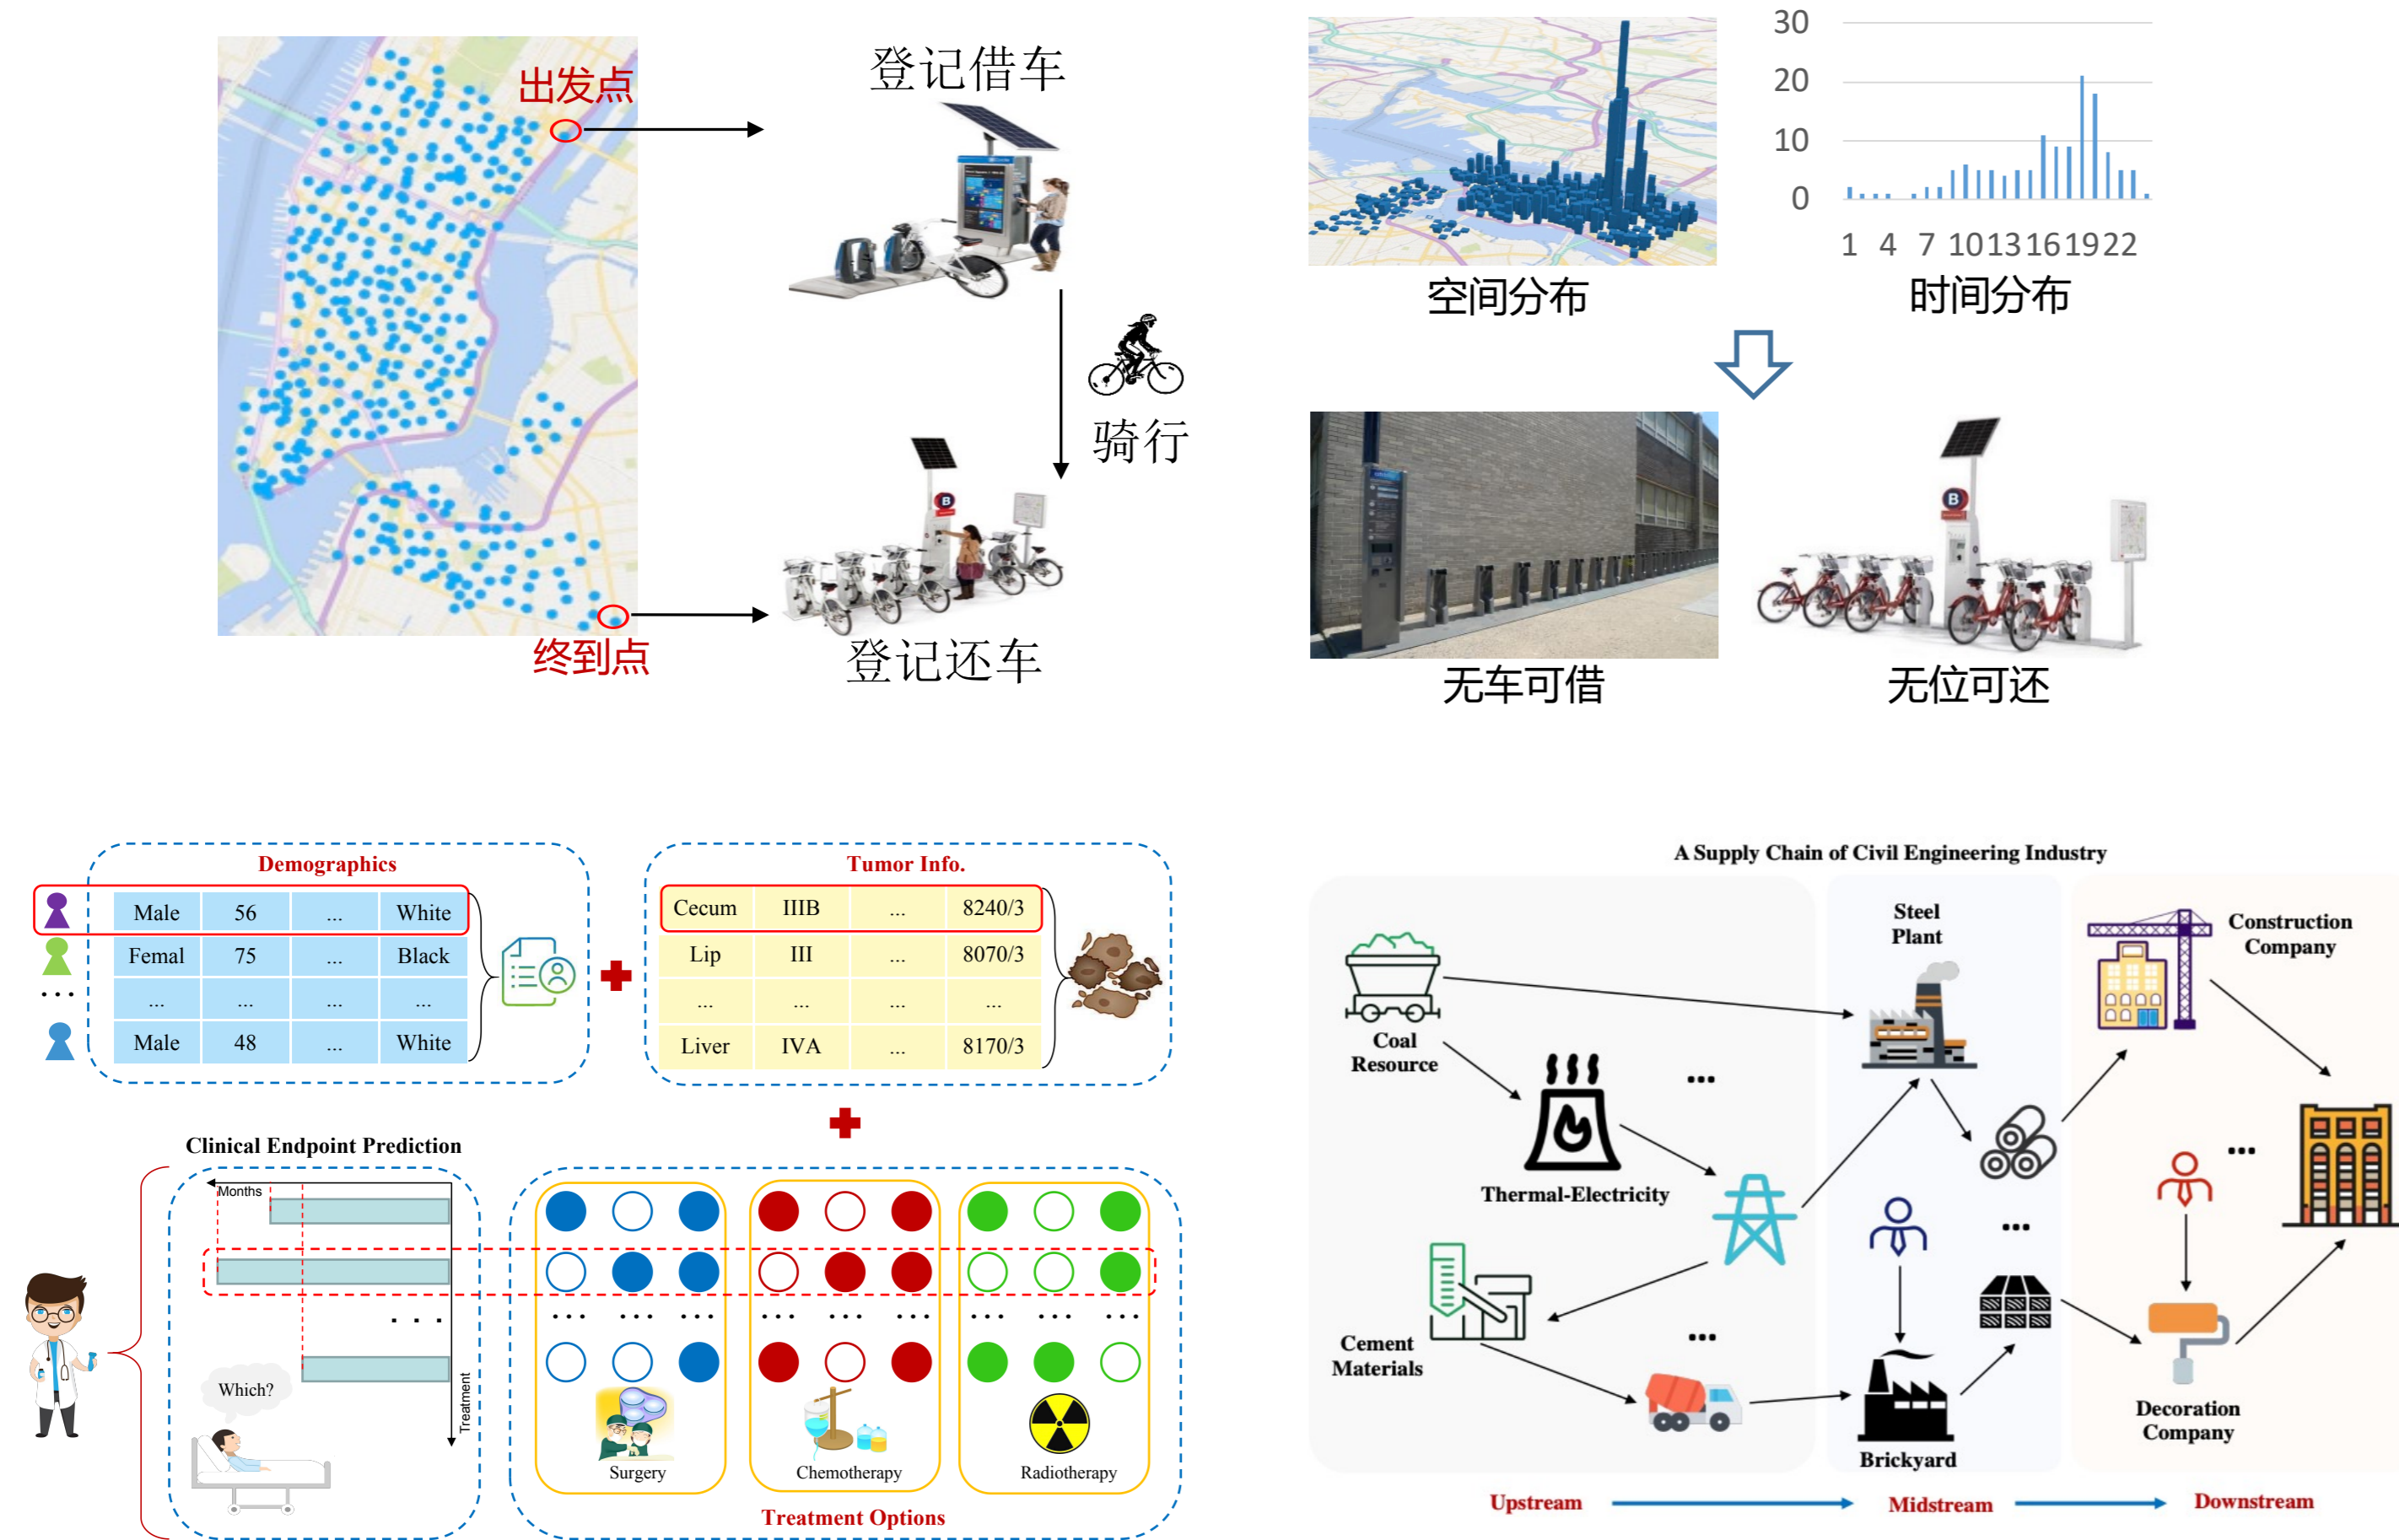 出发点
登记借车
骑行
终到点
登记还车
30
20
10
0
1 4 7 10 13 16 19 22
空间分布
时间分布
无车可借
无位可还
B
B
Demographics
Male 56 ... White
Femal 75 ... Black
... ... ... ...
Male 48 ... White
Tumor Info.
Cecum IIIB ... 8240/3
Lip III ... 8070/3
... ... ... ...
Liver IVA ... 8170/3
Clinical Endpoint Prediction
Months
Treatment
Which?
Surgery
Chemotherapy
Radiotherapy
Treatment Options
A Supply Chain of Civil Engineering Industry
Coal
Resource
Thermal-Electricity
Cement
Materials
Steel
Plant
Brickyard
Construction
Company
Decoration
Company
Upstream
Midstream
Downstream